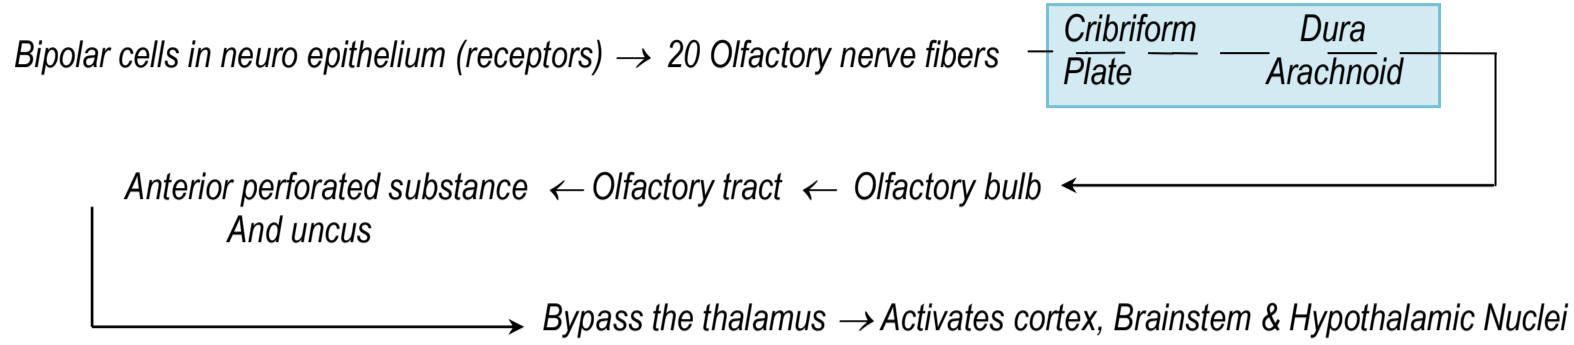 Bipolar cells in neuro epithelium (receptors) → 20 Olfactory nerve fibers
Cribriform Dura
Plate Arachnoid
Anterior perforated substance ← Olfactory tract ← Olfactory bulb
And uncus
Bypass the thalamus → Activates cortex, Brainstem & Hypothalamic Nuclei